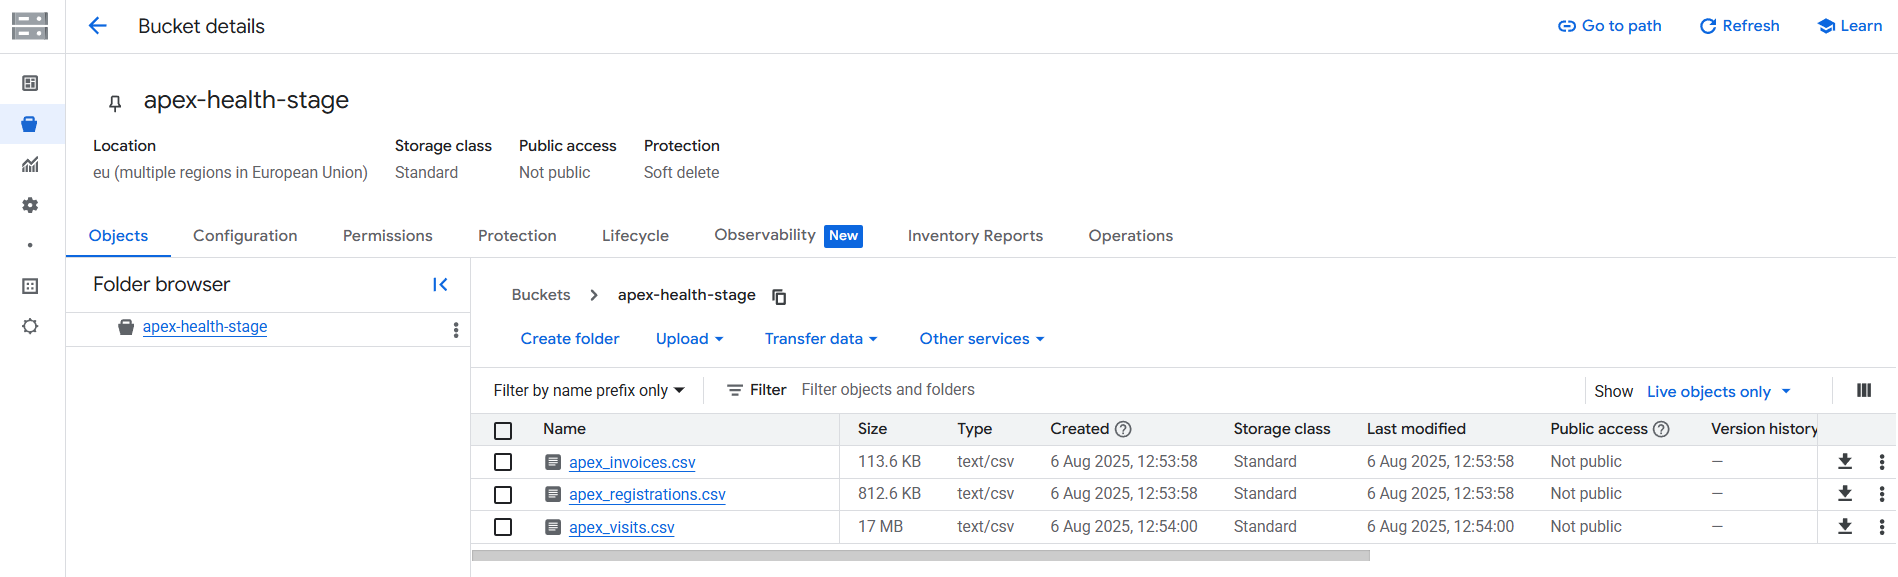 Bucket details
Go to path
Refresh
Learn
apex-health-stage
Location Storage class Public access Protection
eu (multiple regions in European Union) Standard Not public Soft delete
Objects Configuration Permissions Protection Lifecycle Observability New Inventory Reports Operations
Folder browser
apex-health-stage
Buckets apex-health-stage
Create folder Upload Transfer data Other services
Filter by name prefix only Filter Filter objects and folders Show Live objects only
Name Size Type Created Storage class Last modified Public access Version history
apex_invoices.csv 113.6 KB text/csv 6 Aug 2025, 12:53:58 Standard 6 Aug 2025, 12:53:58 Not public —
apex_registrations.csv 812.6 KB text/csv 6 Aug 2025, 12:53:58 Standard 6 Aug 2025, 12:53:58 Not public —
apex_visits.csv 17 MB text/csv 6 Aug 2025, 12:54:00 Standard 6 Aug 2025, 12:54:00 Not public —